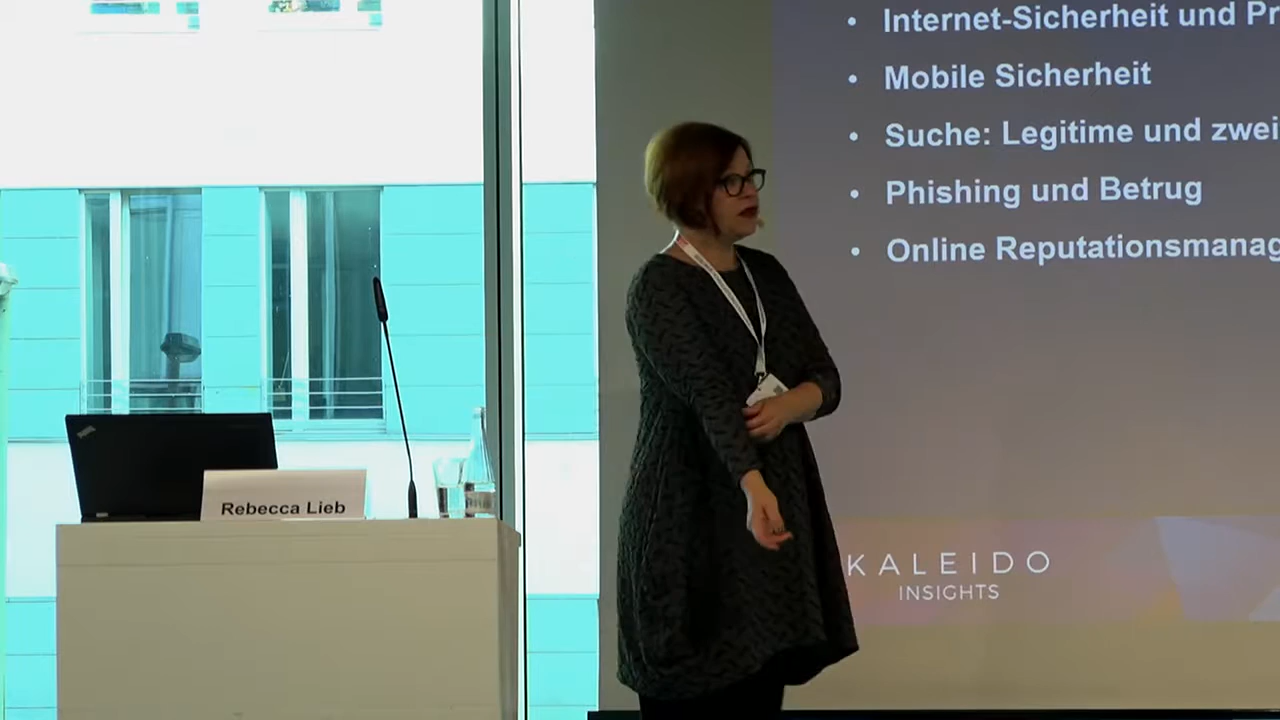 • Internet-Sicherheit und Pr
• Mobile Sicherheit
• Suche: Legitime und zwei
• Phishing und Betrug
• Online Reputationsmanag
Rebecca Lieb
KALEIDO
INSIGHTS